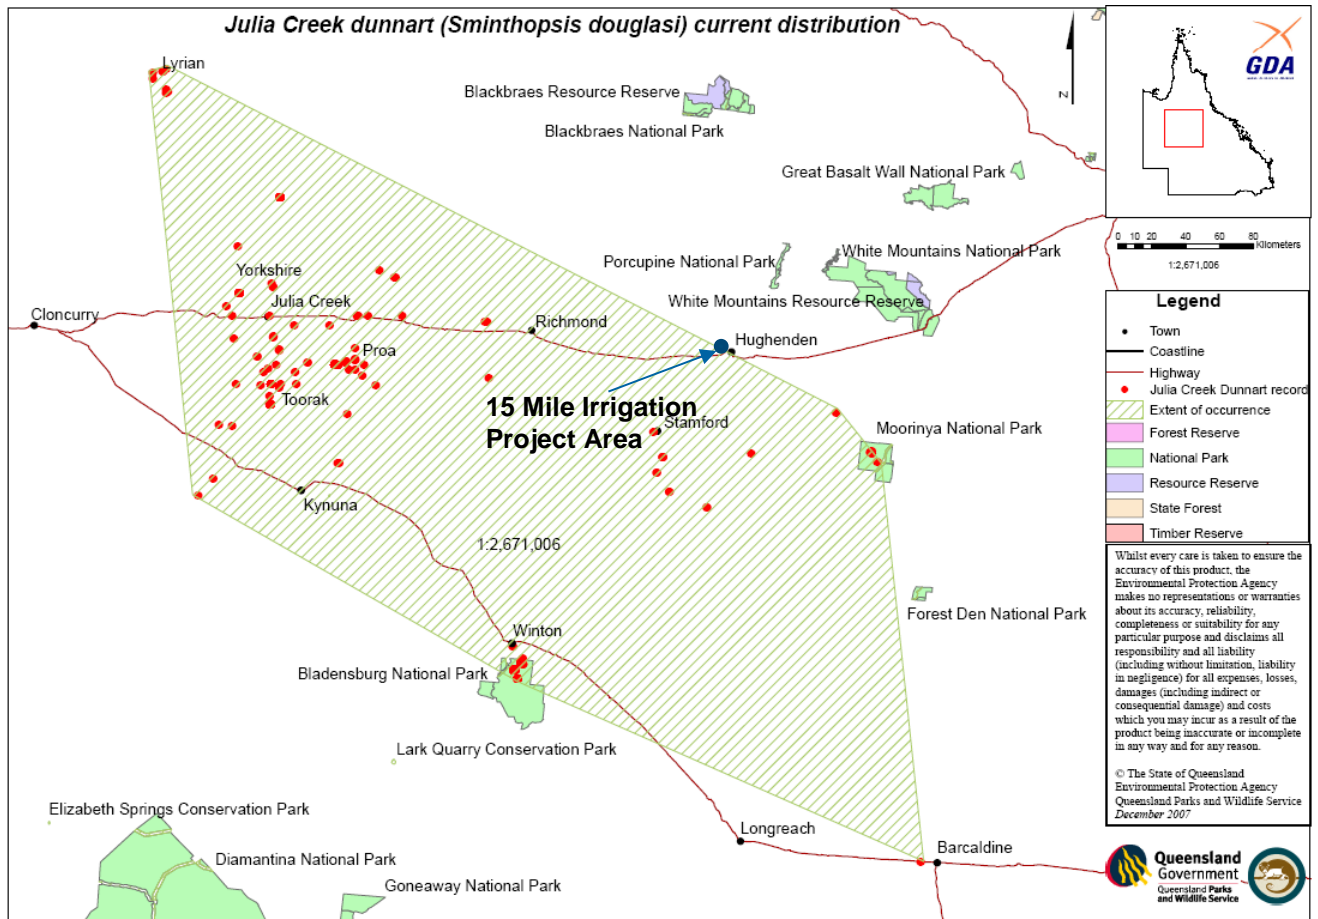 Julia Creek dunnart (Sminthopsis douglasi) current distribution
Lyrian
Blackbraes Resource Reserve
Blackbraes National Park
Great Basalt Wall National Park
Porcupine National Park
White Mountains National Park
White Mountains Resource Reserve
Yorkshire
Julia Creek
Cloncurry
Richmond
Hughenden
Proa
Toorak
15 Mile Irrigation
Project Area
Stamford
Moorinya National Park
Kynuna
1:2,671,006
Forest Den National Park
Winton
Bladensburg National Park
Lark Quarry Conservation Park
Elizabeth Springs Conservation Park
Longreach
Barcaldine
Diamantina National Park
Goneaway National Park
N
GDA
0 10 20 40 60 80
Kilometers
1:2,671,006
Legend
Town
Coastline
Highway
Julia Creek Dunnart record
Extent of occurrence
Forest Reserve
National Park
Resource Reserve
State Forest
Timber Reserve
Whilst every care is taken to ensure the
accuracy of this product, the
Environmental Protection Agency
makes no representations or warranties
about its accuracy, reliability,
completeness or suitability for any
particular purpose and disclaims all
responsibility and all liability
(including without limitation, liability
in negligence) for all expenses, losses,
damages (including indirect or
consequential damage) and costs
which you may incur as a result of the
product being inaccurate or incomplete
in any way and for any reason.
© The State of Queensland
Environmental Protection Agency
Queensland Parks and Wildlife Service
December 2007
Queensland
Government
Queensland Parks
and Wildlife Service